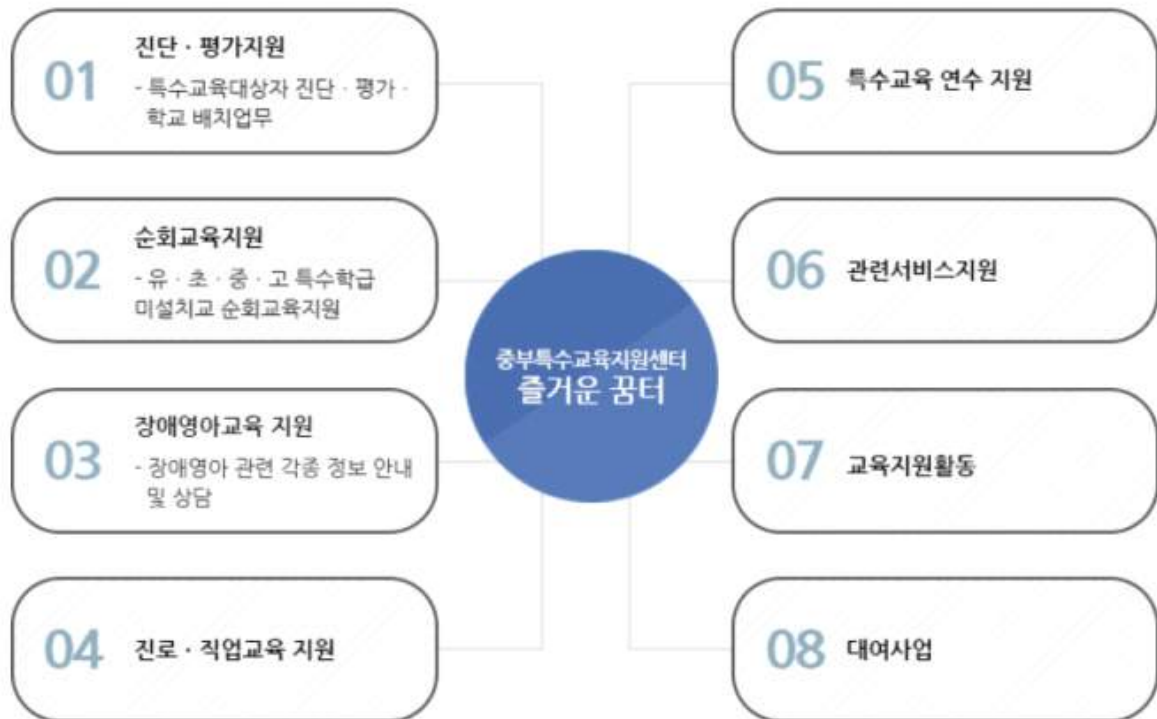 01
진단 · 평가지원
- 특수교육대상자 진단 · 평가 ·
학교 배치업무
02
순회교육지원
- 유 · 초 · 중 · 고 특수학급
미설치교 순회교육지원
03
장애영아교육 지원
- 장애영아 관련 각종 정보 안내
및 상담
04
진로 · 직업교육 지원
중부특수교육지원센터
즐거운 꿈터
05
특수교육 연수 지원
06
관련서비스지원
07
교육지원활동
08
대여사업